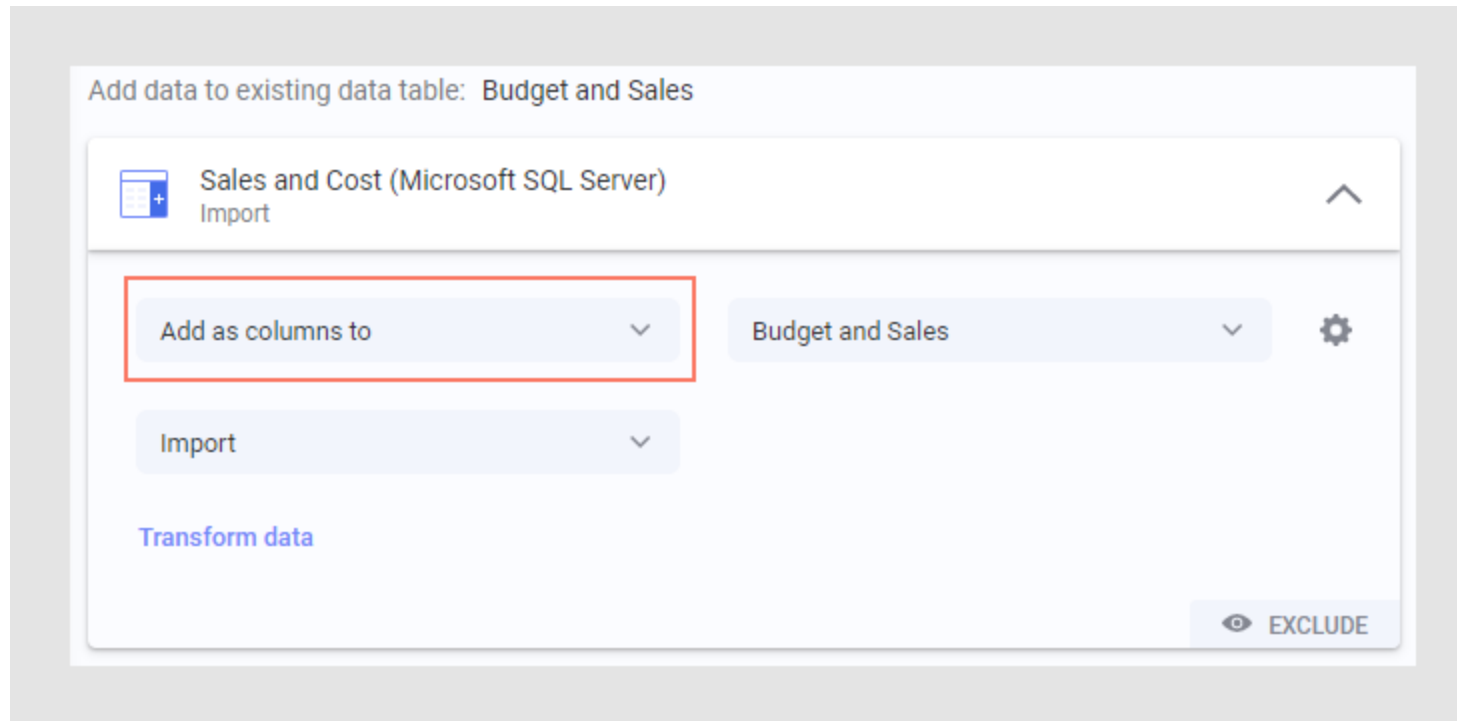 Add data to existing data table: Budget and Sales
Sales and Cost (Microsoft SQL Server)
Import
Add as columns to
Budget and Sales
Import
Transform data
EXCLUDE